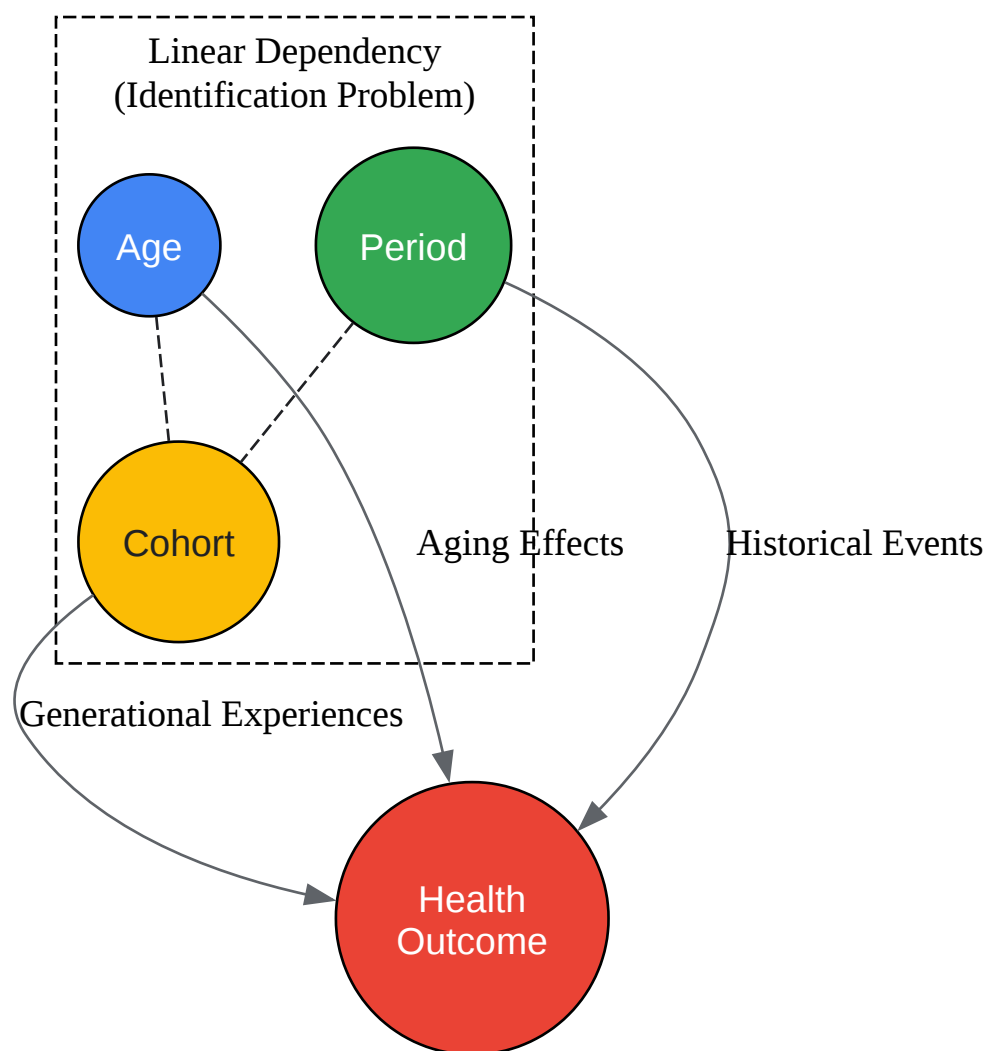 Linear Dependency
(Identification Problem)
Age
Period
Cohort
Aging Effects
Historical Events
Generational Experiences
Health
Outcome